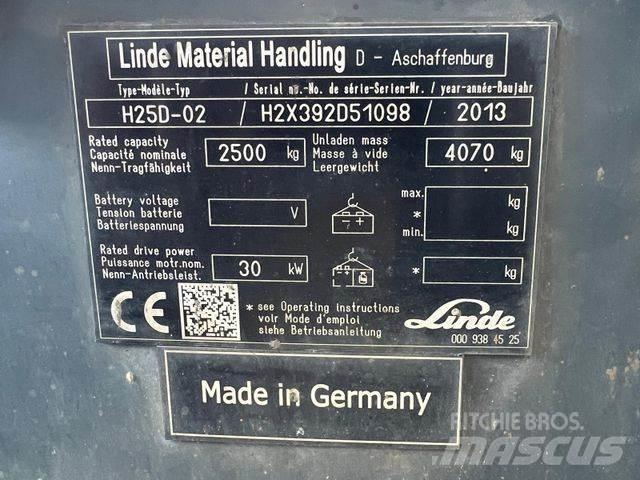 Linde Material Handling D - Aschaffenburg
Type-Modèle-Typ / Serial no.-No. de série-Serien-Nr. / year-année-Baujahr
H25D-02 / H2X392D51098 / 2013
Rated capacity
Capacité nominale
Nenn-Tragfähigkeit
2500 kg
Unladen mass
Masse à vide
Leergewicht
4070 kg
Battery voltage
Tension batterie
Batteriespannung
V
max.
*
min.
kg
kg
Rated drive power
Puissance motr.nom.
Nenn-Antriebsleist.
30 kW
* kg
CE
* see Operating instructions
voir Mode d'emploi
siehe Betriebsanleitung
Linde
000 938 45 25
Made in Germany
RITCHIE BROS.
MASCUS